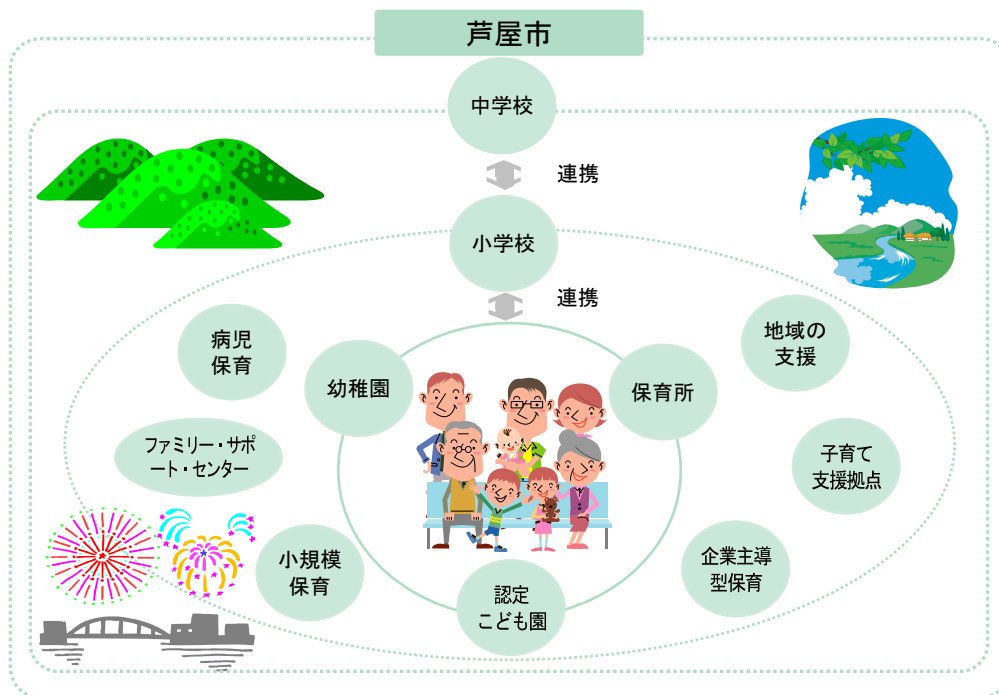 芦屋市
中学校
連携
小学校
連携
病児
保育
地域の
支援
幼稚園
保育所
ファミリー・サポ
ート・センター
子育て
支援拠点
小規模
保育
企業主導
型保育
認定
こども園